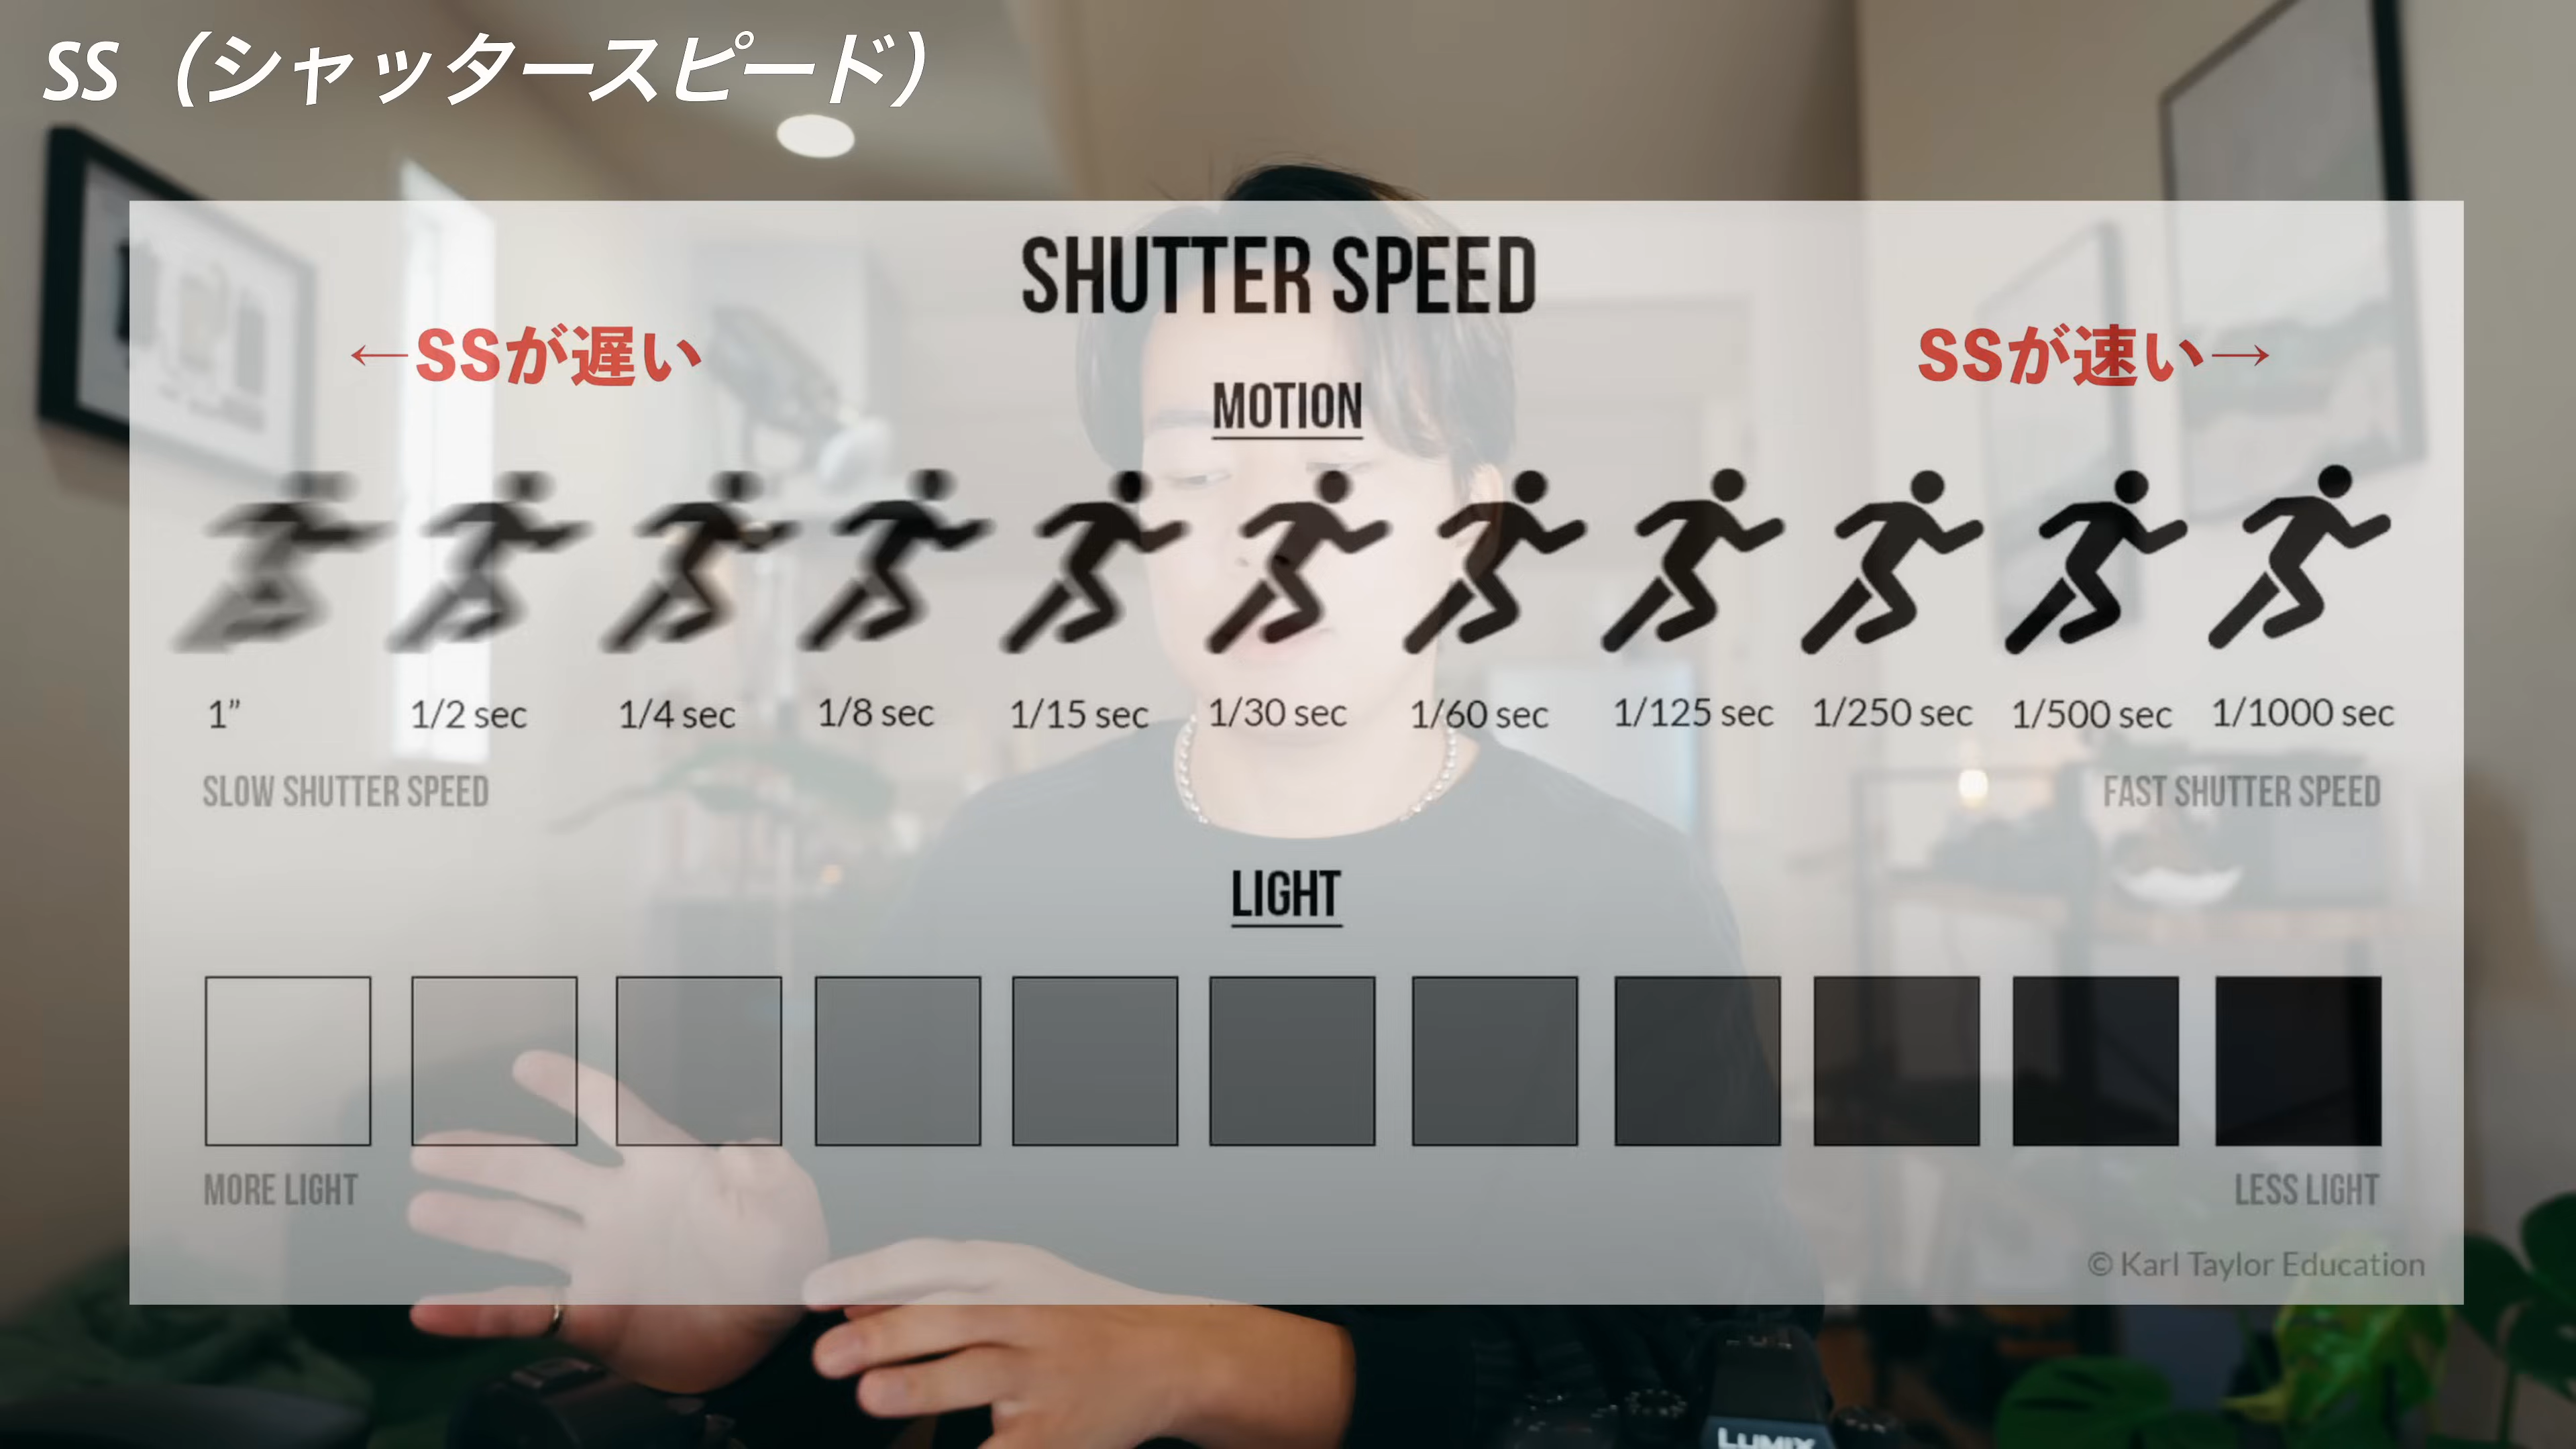 SS（シャッタースピード）
SHUTTER SPEED
←SSが遅い
SSが速い→
MOTION
1” 1/2 sec 1/4 sec 1/8 sec 1/15 sec 1/30 sec 1/60 sec 1/125 sec 1/250 sec 1/500 sec 1/1000 sec
SLOW SHUTTER SPEED
FAST SHUTTER SPEED
LIGHT
MORE LIGHT
LESS LIGHT
© Karl Taylor Education
LUMIX